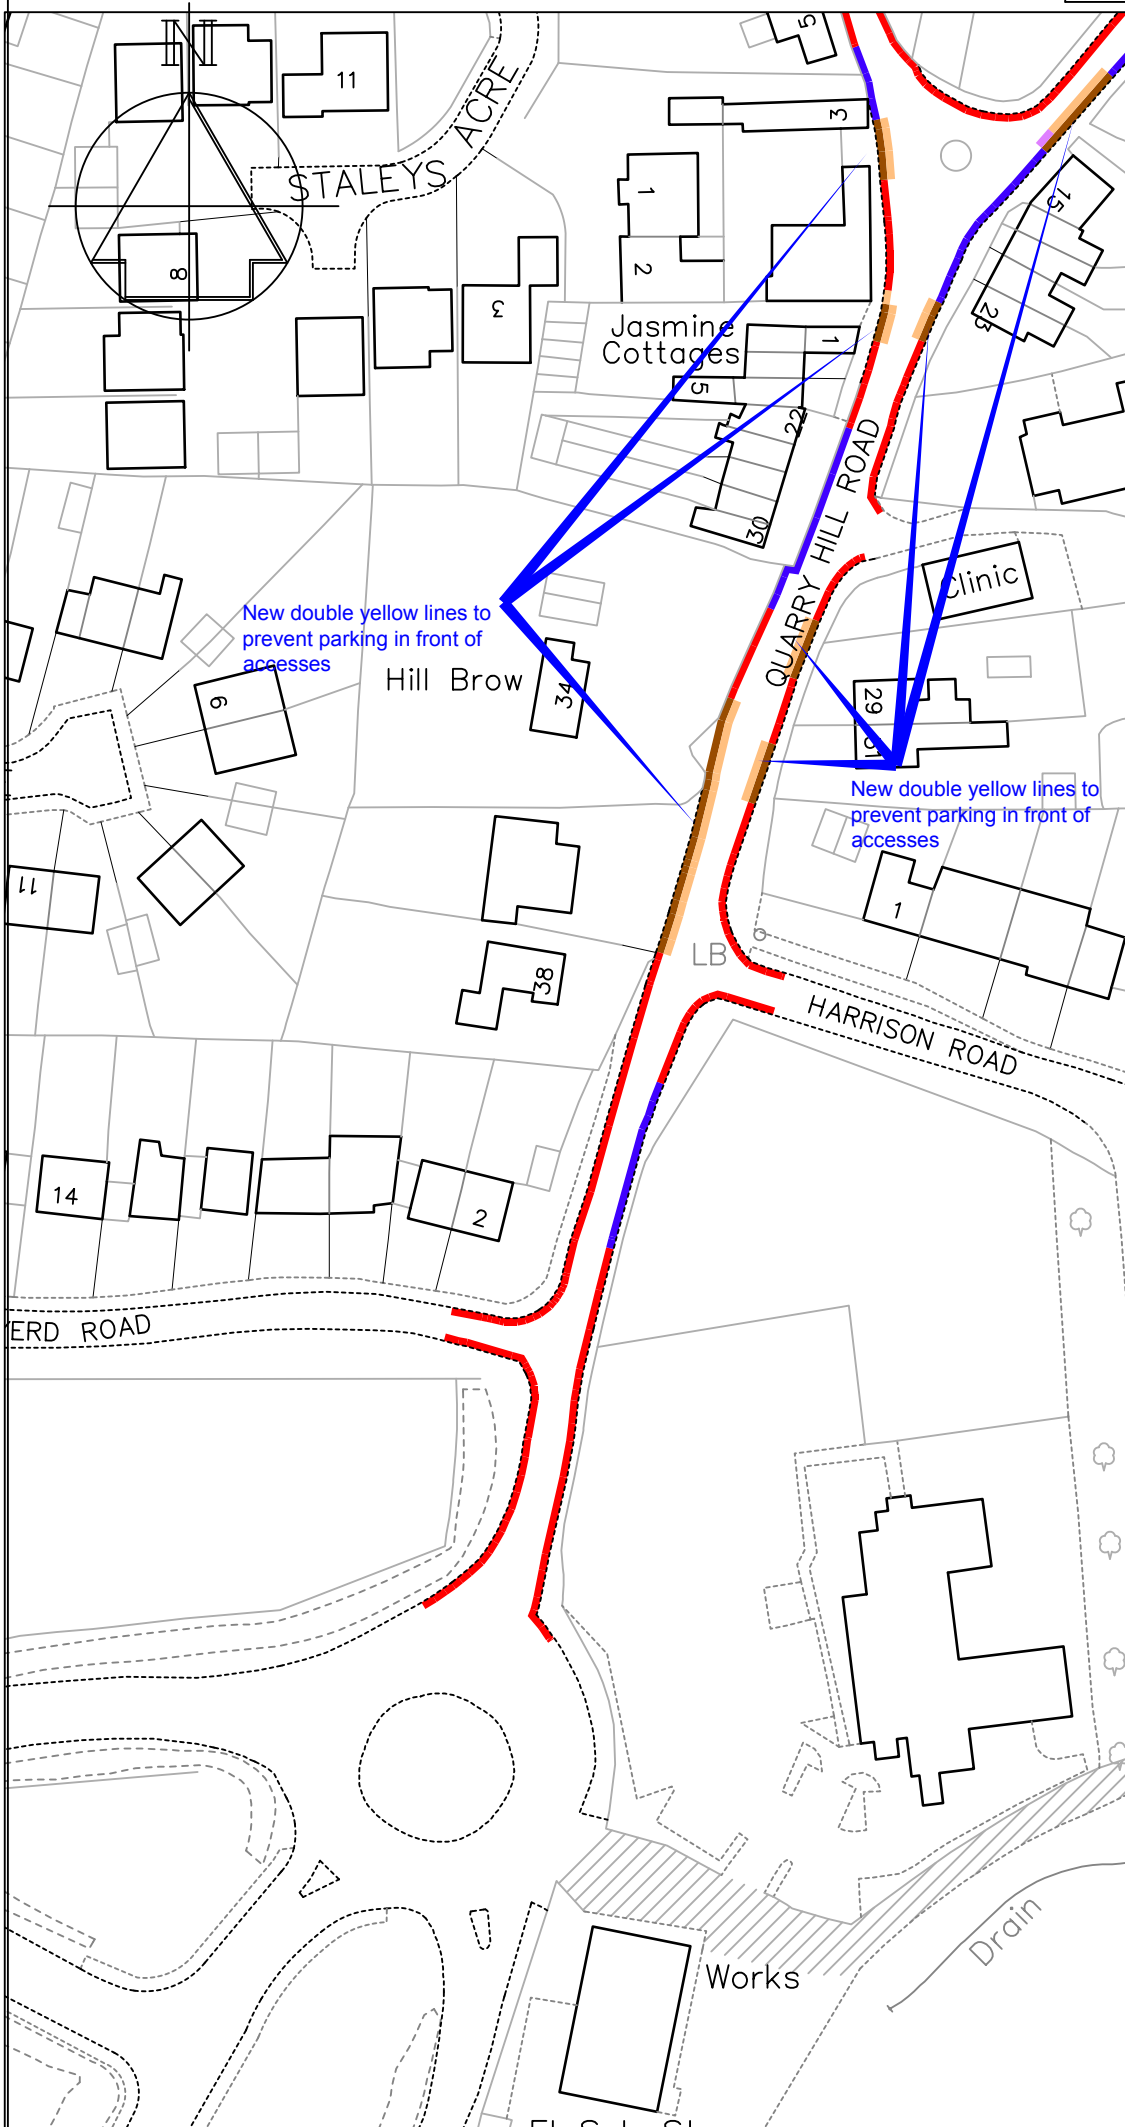 N
11
STALEYS ACRE
5
3
1
2
8
3
15
23
Jasmine
Cottages
1
5
22
30
QUARRY HILL ROAD
Clinic
New double yellow lines to
prevent parking in front of
accesses
Hill Brow
34
29
31
6
New double yellow lines to
prevent parking in front of
accesses
11
1
LB
38
HARRISON ROAD
14
2
YERD ROAD
Drain
Works